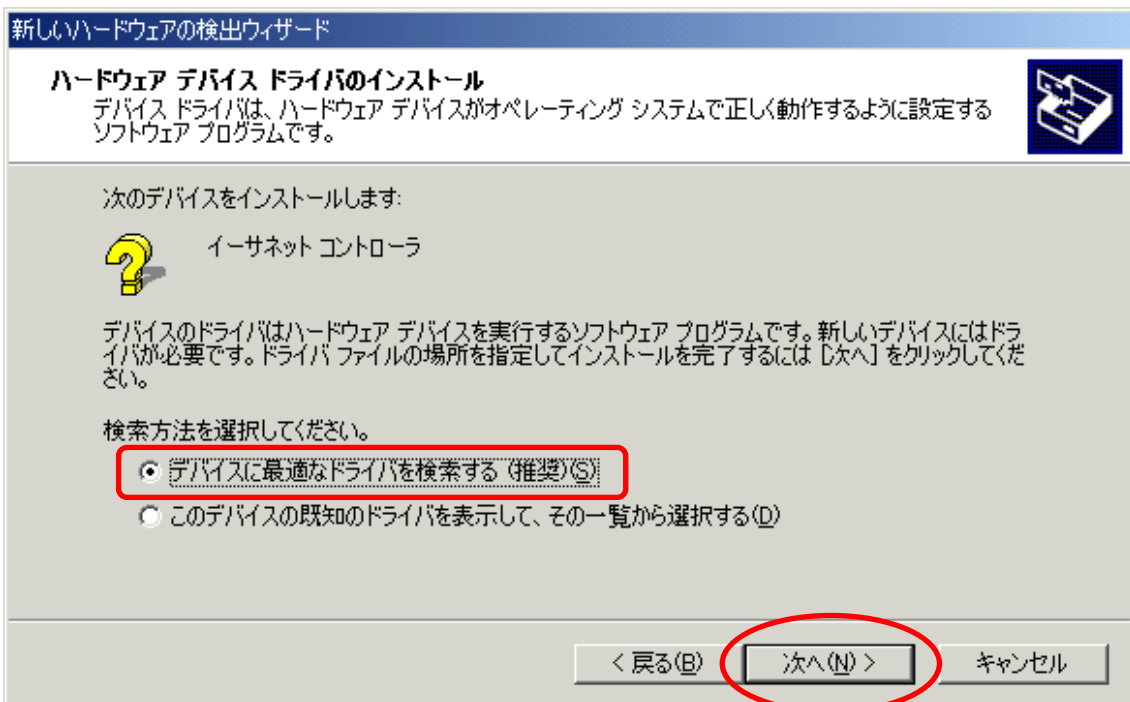 新しいハードウェアの検出ウィザード
ハードウェア デバイス ドライバのインストール
デバイス ドライバは、ハードウェア デバイスがオペレーティング システムで正しく動作するように設定する
ソフトウェア プログラムです。
次のデバイスをインストールします:
イーサネット コントローラ
デバイスのドライバはハードウェア デバイスを実行するソフトウェア プログラムです。新しいデバイスにはドラ
イバが必要です。ドライバ ファイルの場所を指定してインストールを完了するには [次へ] をクリックしてくだ
さい。
検索方法を選択してください。
デバイスに最適なドライバを検索する (推奨)(S)
このデバイスの既知のドライバを表示して、その一覧から選択する(D)
< 戻る(B) 次へ(N) > キャンセル